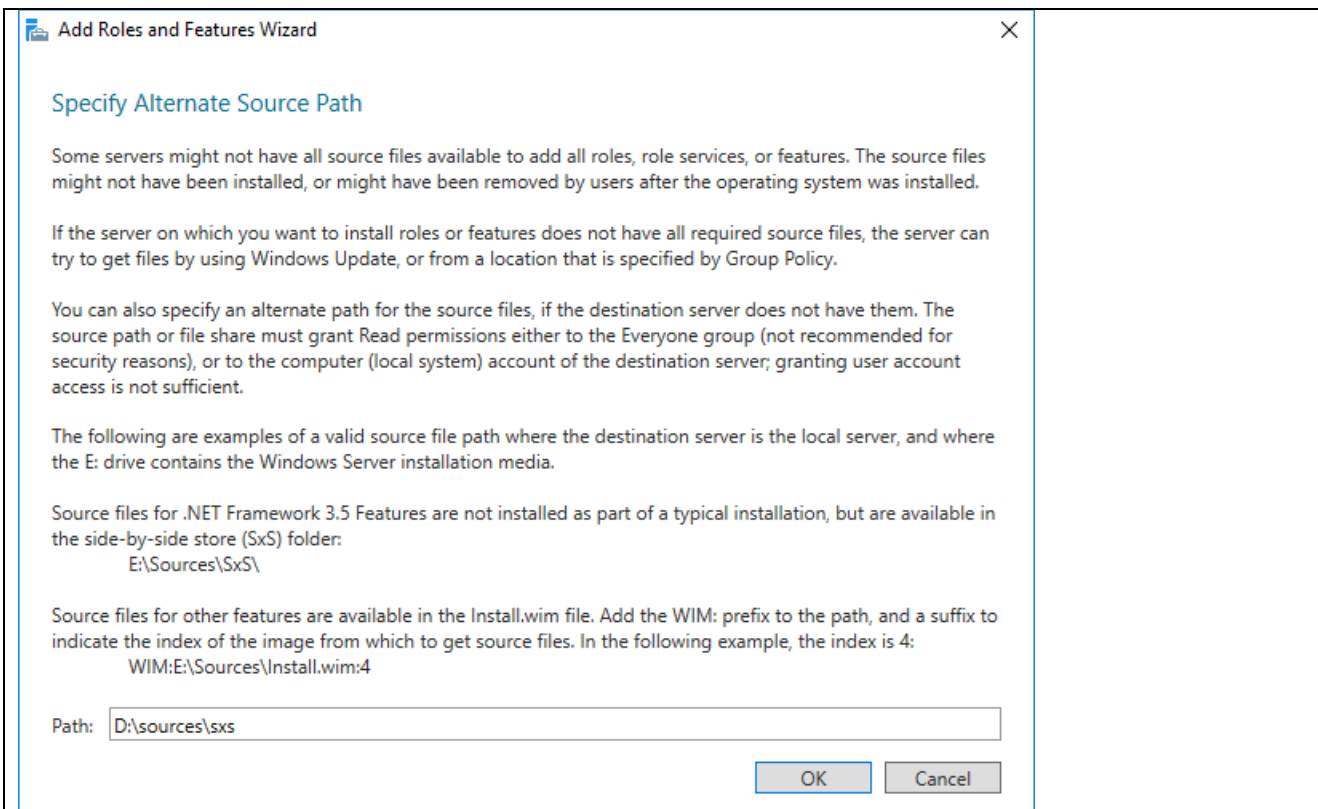 Add Roles and Features Wizard
Specify Alternate Source Path
Some servers might not have all source files available to add all roles, role services, or features. The source files
might not have been installed, or might have been removed by users after the operating system was installed.
If the server on which you want to install roles or features does not have all required source files, the server can
try to get files by using Windows Update, or from a location that is specified by Group Policy.
You can also specify an alternate path for the source files, if the destination server does not have them. The
source path or file share must grant Read permissions either to the Everyone group (not recommended for
security reasons), or to the computer (local system) account of the destination server; granting user account
access is not sufficient.
The following are examples of a valid source file path where the destination server is the local server, and where
the E: drive contains the Windows Server installation media.
Source files for .NET Framework 3.5 Features are not installed as part of a typical installation, but are available in
the side-by-side store (SxS) folder:
E:\Sources\SxS\
Source files for other features are available in the Install.wim file. Add the WIM: prefix to the path, and a suffix to
indicate the index of the image from which to get source files. In the following example, the index is 4:
WIM:E:\Sources\Install.wim:4
Path: D:\sources\sxs
OK Cancel